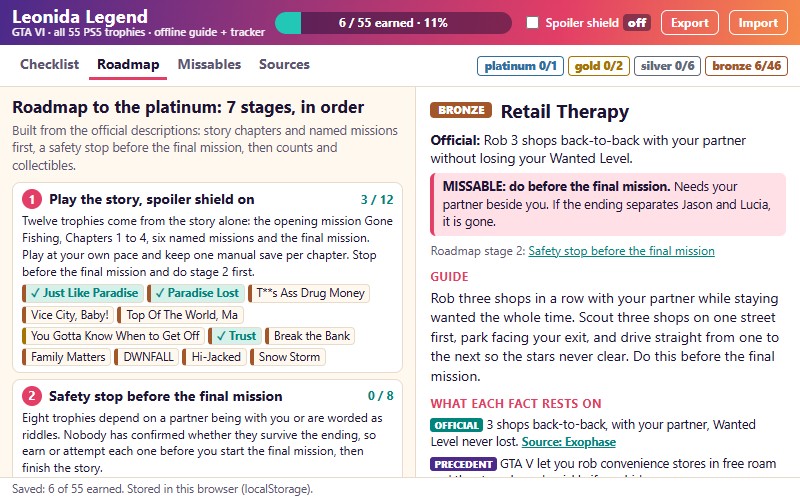 Leonida Legend
GTA VI · all 55 PS5 trophies · offline guide + tracker
6 / 55 earned · 11%
Spoiler shield off
Export
Import
Checklist
Roadmap
Missables
Sources
platinum 0/1
gold 0/2
silver 0/6
bronze 6/46
Roadmap to the platinum: 7 stages, in order
Built from the official descriptions: story chapters and named missions
first, a safety stop before the final mission, then counts and
collectibles.
1 Play the story, spoiler shield on 3 / 12
Twelve trophies come from the story alone: the opening mission Gone
Fishing, Chapters 1 to 4, six named missions and the final mission.
Play at your own pace and keep one manual save per chapter. Stop
before the final mission and do stage 2 first.
✓ Just Like Paradise ✓ Paradise Lost T**s Ass Drug Money
Vice City, Baby! Top Of The World, Ma
You Gotta Know When to Get Off ✓ Trust Break the Bank
Family Matters DWNFALL Hi-Jacked Snow Storm
2 Safety stop before the final mission 0 / 8
Eight trophies depend on a partner being with you or are worded as
riddles. Nobody has confirmed whether they survive the ending, so
earn or attempt each one before you start the final mission, then
finish the story.
BRONZE Retail Therapy
Official: Rob 3 shops back-to-back with your partner
without losing your Wanted Level.
MISSABLE: do before the final mission. Needs your
partner beside you. If the ending separates Jason and Lucia,
it is gone.
Roadmap stage 2: Safety stop before the final mission
GUIDE
Rob three shops in a row with your partner while staying
wanted the whole time. Scout three shops on one street
first, park facing your exit, and drive straight from one to
the next so the stars never clear. Do this before the final
mission.
WHAT EACH FACT RESTS ON
OFFICIAL 3 shops back-to-back, with your partner, Wanted
Level never lost. Source: Exophase
PRECEDENT GTA V let you rob convenience stores in free roam
Saved: 6 of 55 earned. Stored in this browser (localStorage).